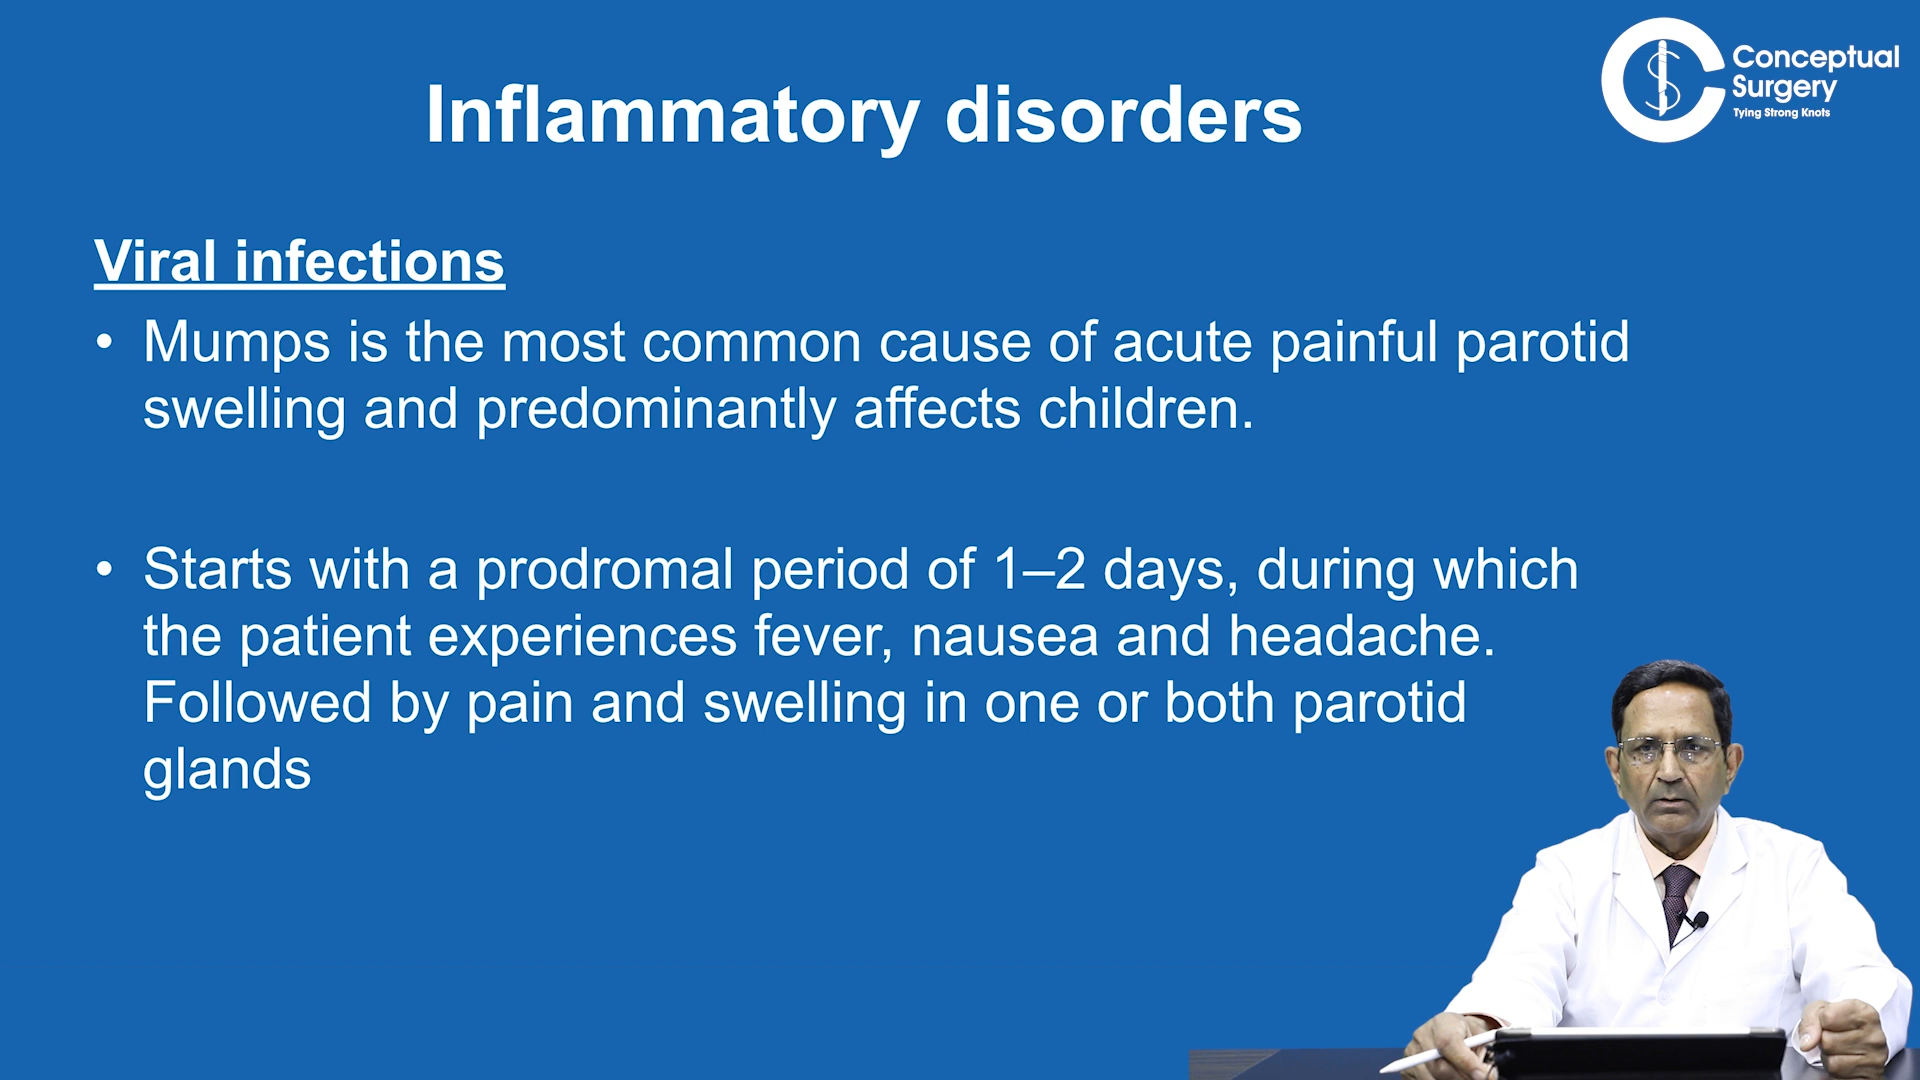 Conceptual
Surgery
Tying Strong Knots
Inflammatory disorders
Viral infections
• Mumps is the most common cause of acute painful parotid
swelling and predominantly affects children.
• Starts with a prodromal period of 1–2 days, during which
the patient experiences fever, nausea and headache.
Followed by pain and swelling in one or both parotid
glands